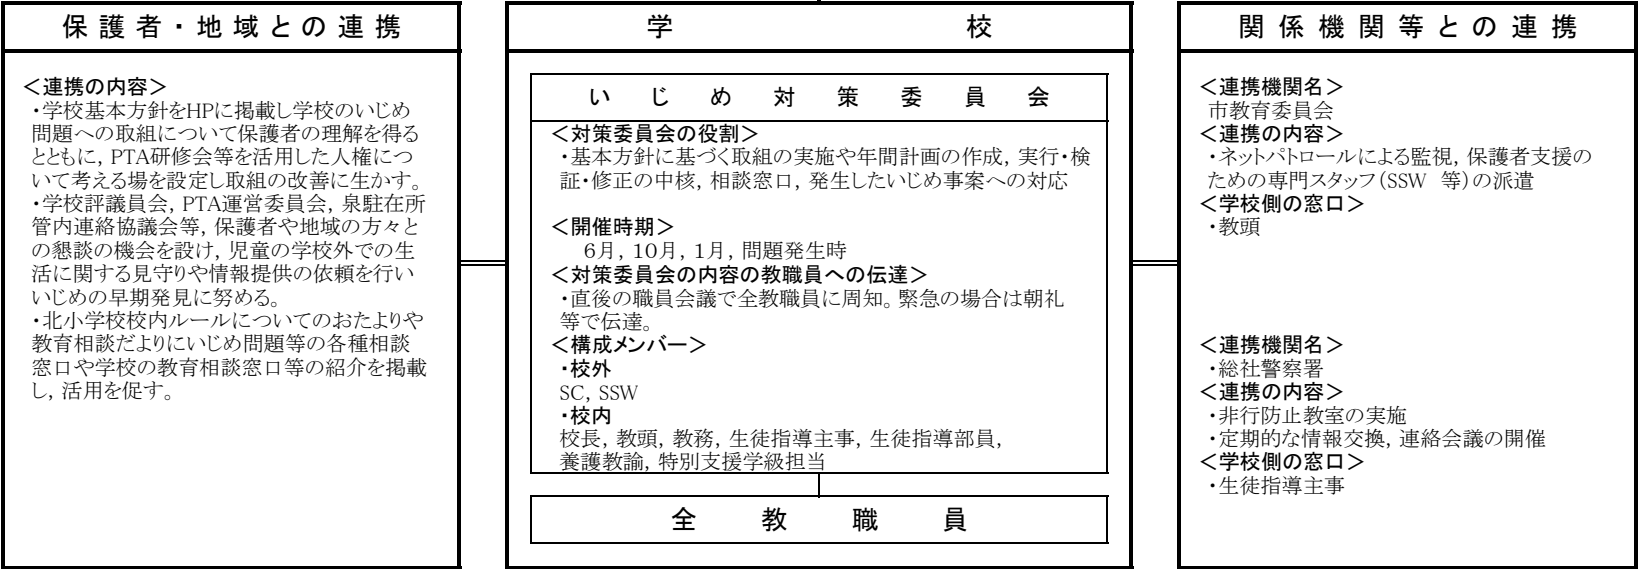 保護者・地域との連携
＜連携の内容＞
・学校基本方針をHPに掲載し学校のいじめ
問題への取組について保護者の理解を得る
とともに，PTA研修会等を活用した人権につ
いて考える場を設定し取組の改善に生かす。
・学校評議員会，PTA運営委員会，泉駐在所
管内連絡協議会等，保護者や地域の方々と
の懇談の機会を設け，児童の学校外での生
活に関する見守りや情報提供の依頼を行い
いじめの早期発見に努める。
・北小学校校内ルールについてのおたよりや
教育相談だよりにいじめ問題等の各種相談
窓口や学校の教育相談窓口等の紹介を掲載
し，活用を促す。
学校
いじめ対策委員会
＜対策委員会の役割＞
・基本方針に基づく取組の実施や年間計画の作成，実行・検
証・修正の中核，相談窓口，発生したいじめ事案への対応
＜開催時期＞
6月，10月，1月，問題発生時
＜対策委員会の内容の教職員への伝達＞
・直後の職員会議で全教職員に周知。緊急の場合は朝礼
等で伝達。
＜構成メンバー＞
・校外
SC，SSW
・校内
校長，教頭，教務，生徒指導主事，生徒指導部員，
養護教諭，特別支援学級担当
全教職員
関係機関等との連携
＜連携機関名＞
市教育委員会
＜連携の内容＞
・ネットパトロールによる監視，保護者支援の
ための専門スタッフ（SSW　等）の派遣
＜学校側の窓口＞
・教頭
＜連携機関名＞
・総社警察署
＜連携の内容＞
・非行防止教室の実施
・定期的な情報交換，連絡会議の開催
＜学校側の窓口＞
・生徒指導主事